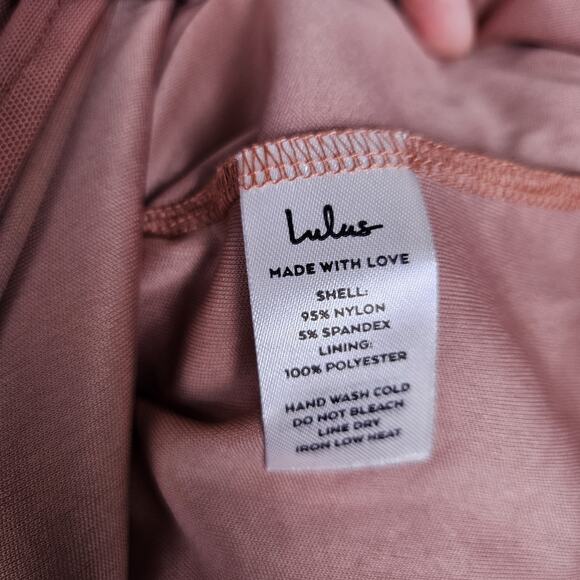 Lulus
MADE WITH LOVE
SHELL:
95% NYLON
5% SPANDEX
LINING:
100% POLYESTER
HAND WASH COLD
DO NOT BLEACH
LINE DRY
IRON LOW HEAT